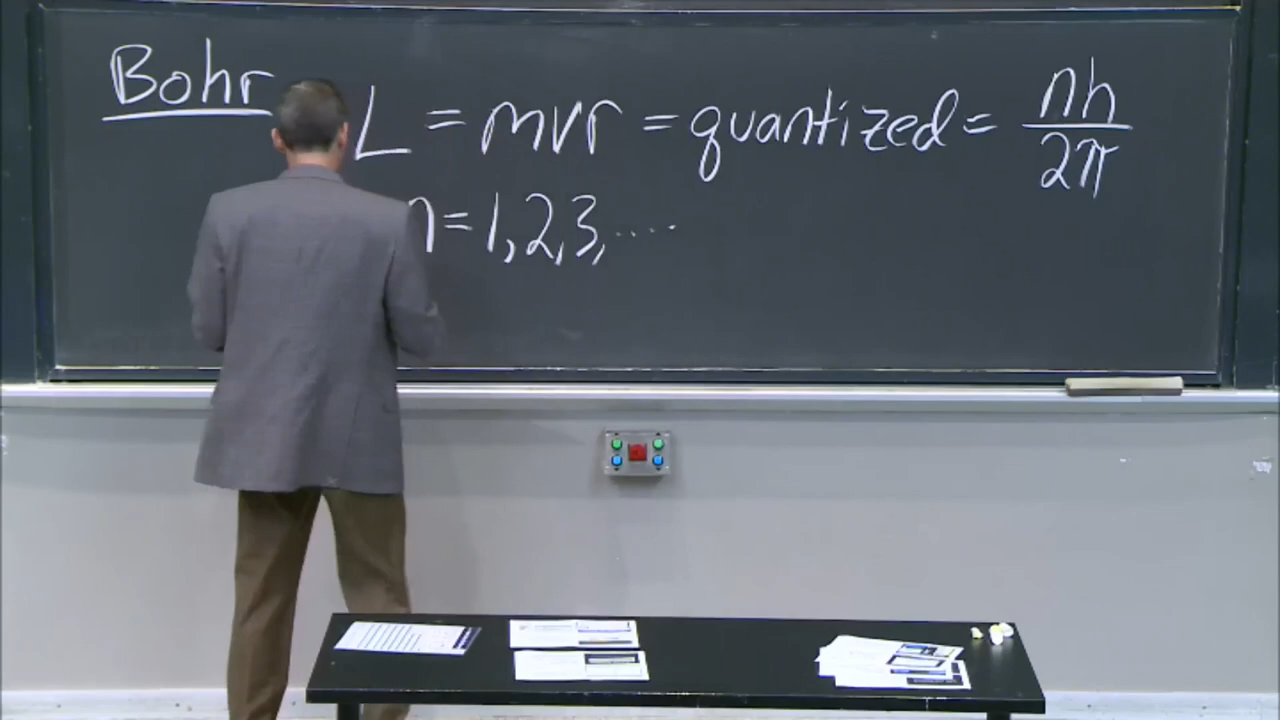 Bohr L = mvr = quantized = nh/2π
n = 1,2,3,....